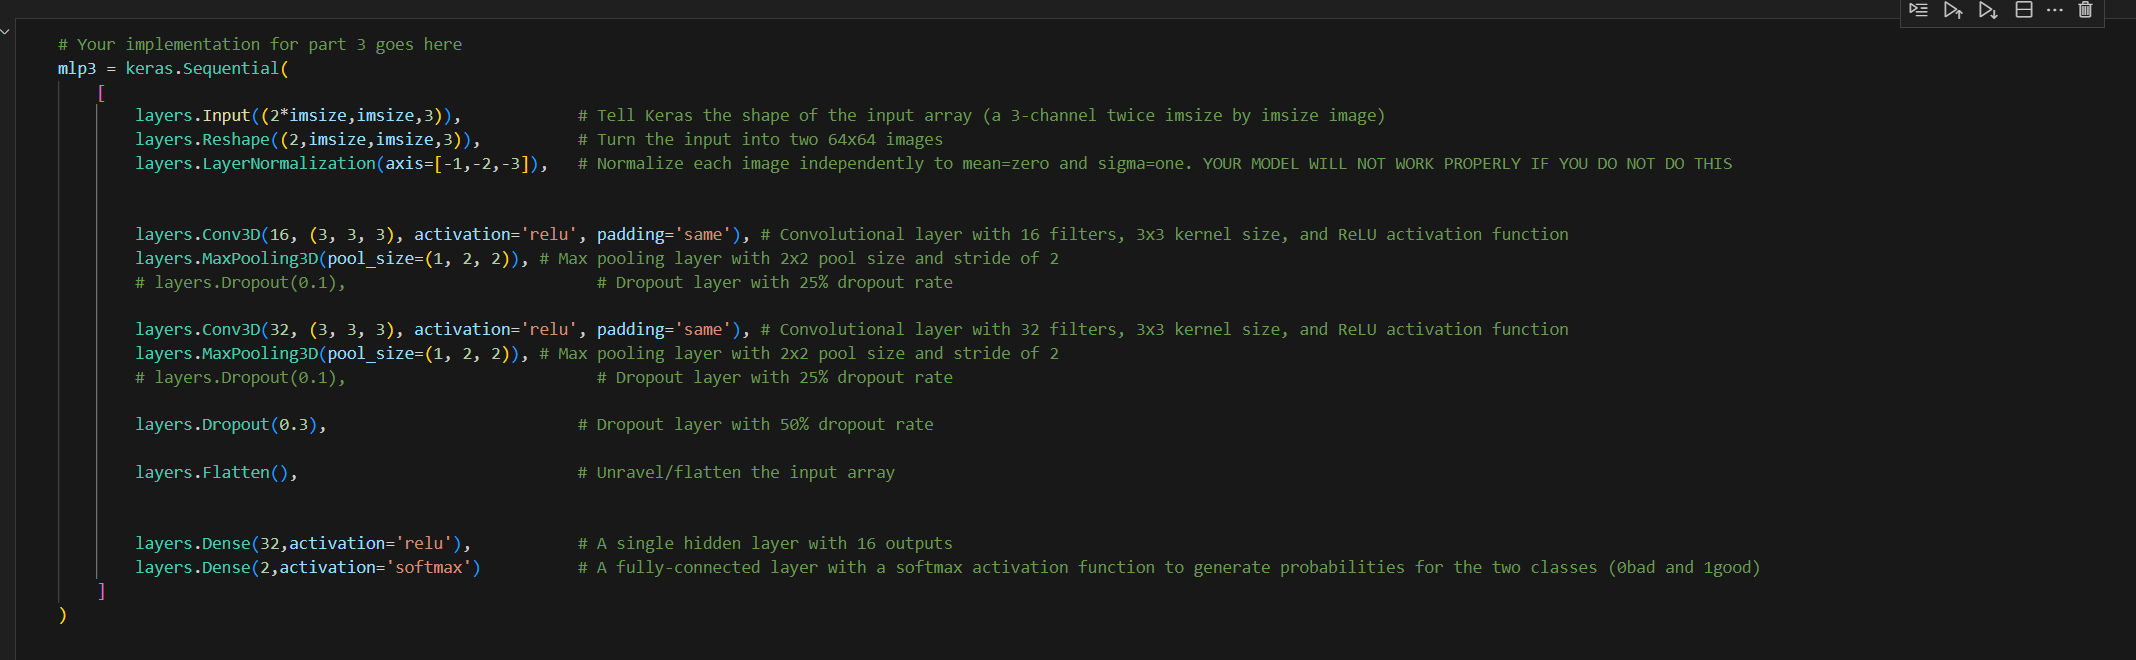 # Your implementation for part 3 goes here
mlp3 = keras.Sequential(
    [
        layers.Input((2*imsize,imsize,3)),            # Tell Keras the shape of the input array (a 3-channel twice imsize by imsize image)
        layers.Reshape((2,imsize,imsize,3)),          # Turn the input into two 64x64 images
        layers.LayerNormalization(axis=[-1,-2,-3]),   # Normalize each image independently to mean=zero and sigma=one. YOUR MODEL WILL NOT WORK PROPERLY IF YOU DO NOT DO THIS
        layers.Conv3D(16, (3, 3, 3), activation='relu', padding='same'), # Convolutional layer with 16 filters, 3x3 kernel size, and ReLU activation function
        layers.MaxPooling3D(pool_size=(1, 2, 2)), # Max pooling layer with 2x2 pool size and stride of 2
        # layers.Dropout(0.1),                          # Dropout layer with 25% dropout rate
        layers.Conv3D(32, (3, 3, 3), activation='relu', padding='same'), # Convolutional layer with 32 filters, 3x3 kernel size, and ReLU activation function
        layers.MaxPooling3D(pool_size=(1, 2, 2)), # Max pooling layer with 2x2 pool size and stride of 2
        # layers.Dropout(0.1),                          # Dropout layer with 25% dropout rate
        layers.Dropout(0.3),                          # Dropout layer with 50% dropout rate
        layers.Flatten(),                             # Unravel/flatten the input array
        layers.Dense(32,activation='relu'),           # A single hidden layer with 16 outputs
        layers.Dense(2,activation='softmax')          # A fully-connected layer with a softmax activation function to generate probabilities for the two classes (0bad and 1good)
    ]
)